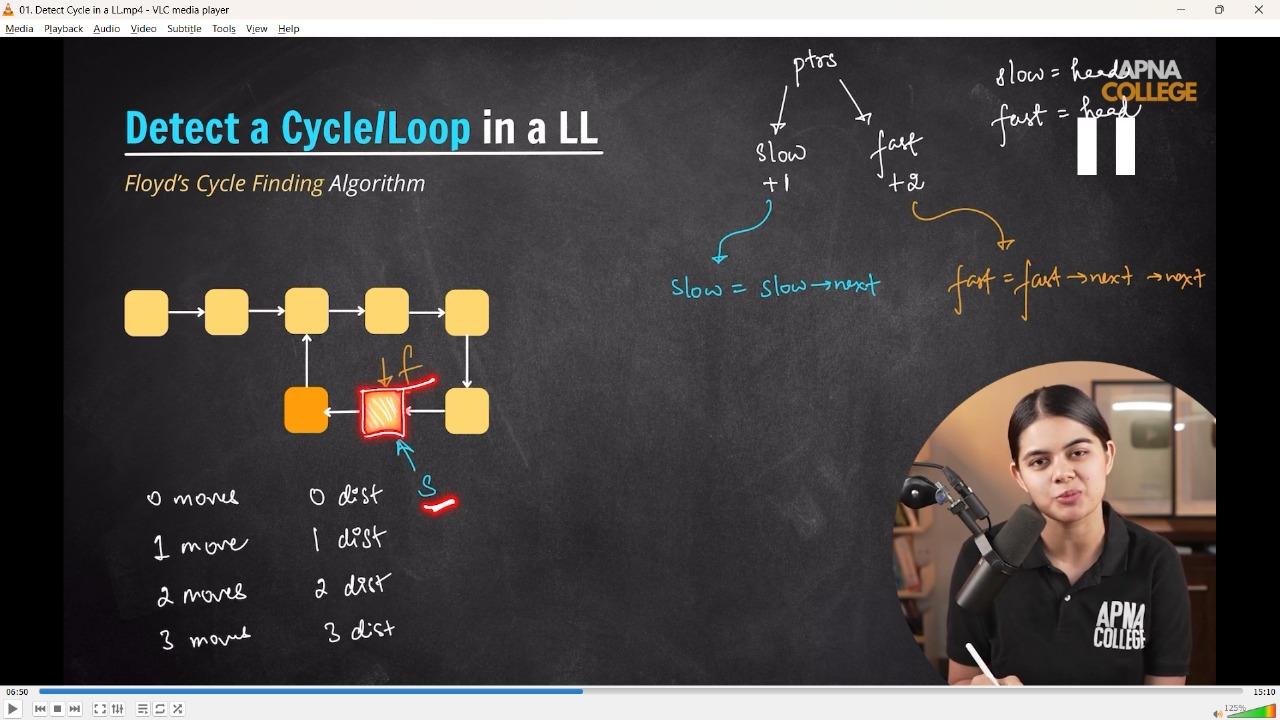 01. Detect Cycle in a LL.mp4 - VLC media player
Media Playback Audio Video Subtitle Tools View Help
ptrs
slow = head
APNA
COLLEGE
fast = head
Detect a Cycle/Loop in a LL
slow fast
+1 +2
Floyd's Cycle Finding Algorithm
slow = slow→next
fast = fast→next→next
f
s
0 moves 0 dist
1 move 1 dist
2 moves 2 dist
3 moves 3 dist
APNA
COLLEGE
06:50
15:10
125%